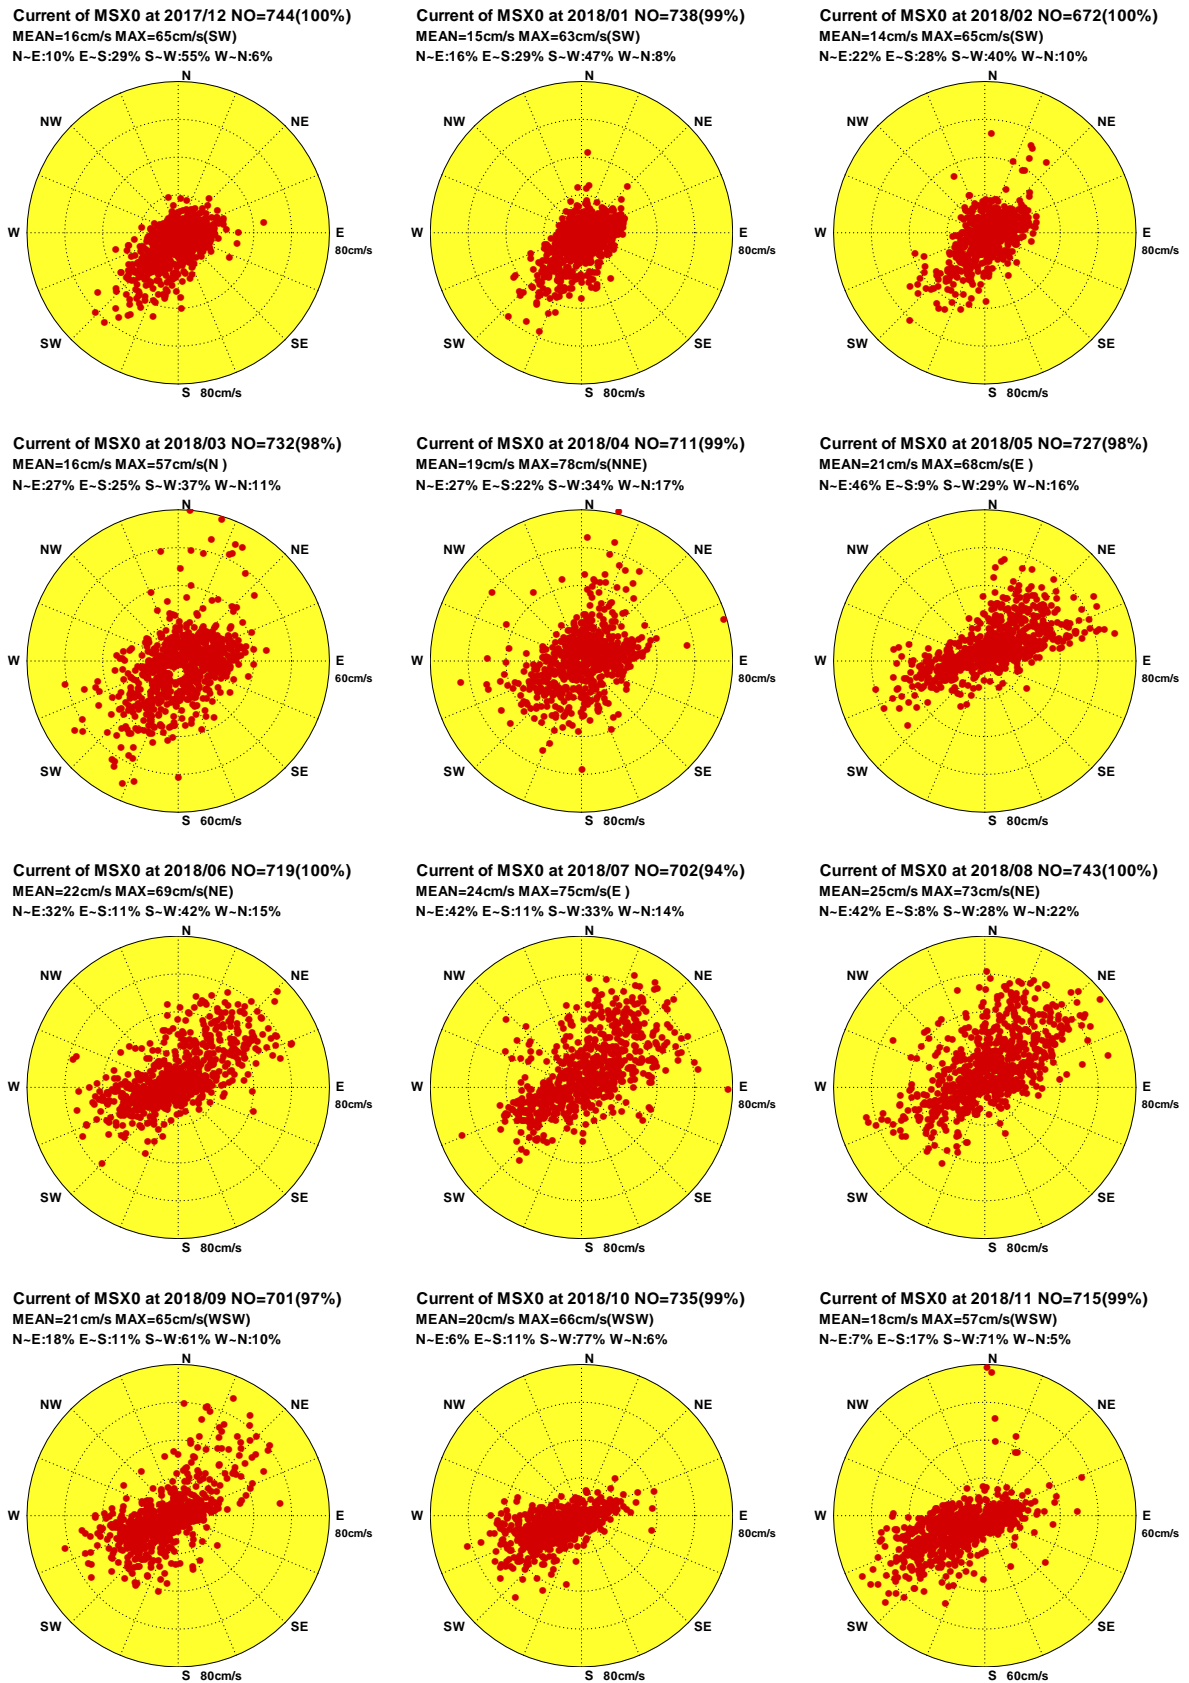 Current of MSX0 at 2017/12 NO=744(100%)
MEAN=16cm/s MAX=65cm/s(SW)
N~E:10% E~S:29% S~W:55% W~N:6%
N
NW
NE
W
E
80cm/s
SW
SE
S 80cm/s
Current of MSX0 at 2018/01 NO=738(99%)
MEAN=15cm/s MAX=63cm/s(SW)
N~E:16% E~S:29% S~W:47% W~N:8%
N
NW
NE
W
E
80cm/s
SW
SE
S 80cm/s
Current of MSX0 at 2018/02 NO=672(100%)
MEAN=14cm/s MAX=65cm/s(SW)
N~E:22% E~S:28% S~W:40% W~N:10%
N
NW
NE
W
E
80cm/s
SW
SE
S 80cm/s
Current of MSX0 at 2018/03 NO=732(98%)
MEAN=16cm/s MAX=57cm/s(N )
N~E:27% E~S:25% S~W:37% W~N:11%
N
NW
NE
W
E
60cm/s
SW
SE
S 60cm/s
Current of MSX0 at 2018/04 NO=711(99%)
MEAN=19cm/s MAX=78cm/s(NNE)
N~E:27% E~S:22% S~W:34% W~N:17%
N
NW
NE
W
E
80cm/s
SW
SE
S 80cm/s
Current of MSX0 at 2018/05 NO=727(98%)
MEAN=21cm/s MAX=68cm/s(E )
N~E:46% E~S:9% S~W:29% W~N:16%
N
NW
NE
W
E
80cm/s
SW
SE
S 80cm/s
Current of MSX0 at 2018/06 NO=719(100%)
MEAN=22cm/s MAX=69cm/s(NE)
N~E:32% E~S:11% S~W:42% W~N:15%
N
NW
NE
W
E
80cm/s
SW
SE
S 80cm/s
Current of MSX0 at 2018/07 NO=702(94%)
MEAN=24cm/s MAX=75cm/s(E )
N~E:42% E~S:11% S~W:33% W~N:14%
N
NW
NE
W
E
80cm/s
SW
SE
S 80cm/s
Current of MSX0 at 2018/08 NO=743(100%)
MEAN=25cm/s MAX=73cm/s(NE)
N~E:42% E~S:8% S~W:28% W~N:22%
N
NW
NE
W
E
80cm/s
SW
SE
S 80cm/s
Current of MSX0 at 2018/09 NO=701(97%)
MEAN=21cm/s MAX=65cm/s(WSW)
N~E:18% E~S:11% S~W:61% W~N:10%
N
NW
NE
W
E
80cm/s
SW
SE
S 80cm/s
Current of MSX0 at 2018/10 NO=735(99%)
MEAN=20cm/s MAX=66cm/s(WSW)
N~E:6% E~S:11% S~W:77% W~N:6%
N
NW
NE
W
E
80cm/s
SW
SE
S 80cm/s
Current of MSX0 at 2018/11 NO=715(99%)
MEAN=18cm/s MAX=57cm/s(WSW)
N~E:7% E~S:17% S~W:71% W~N:5%
N
NW
NE
W
E
60cm/s
SW
SE
S 60cm/s